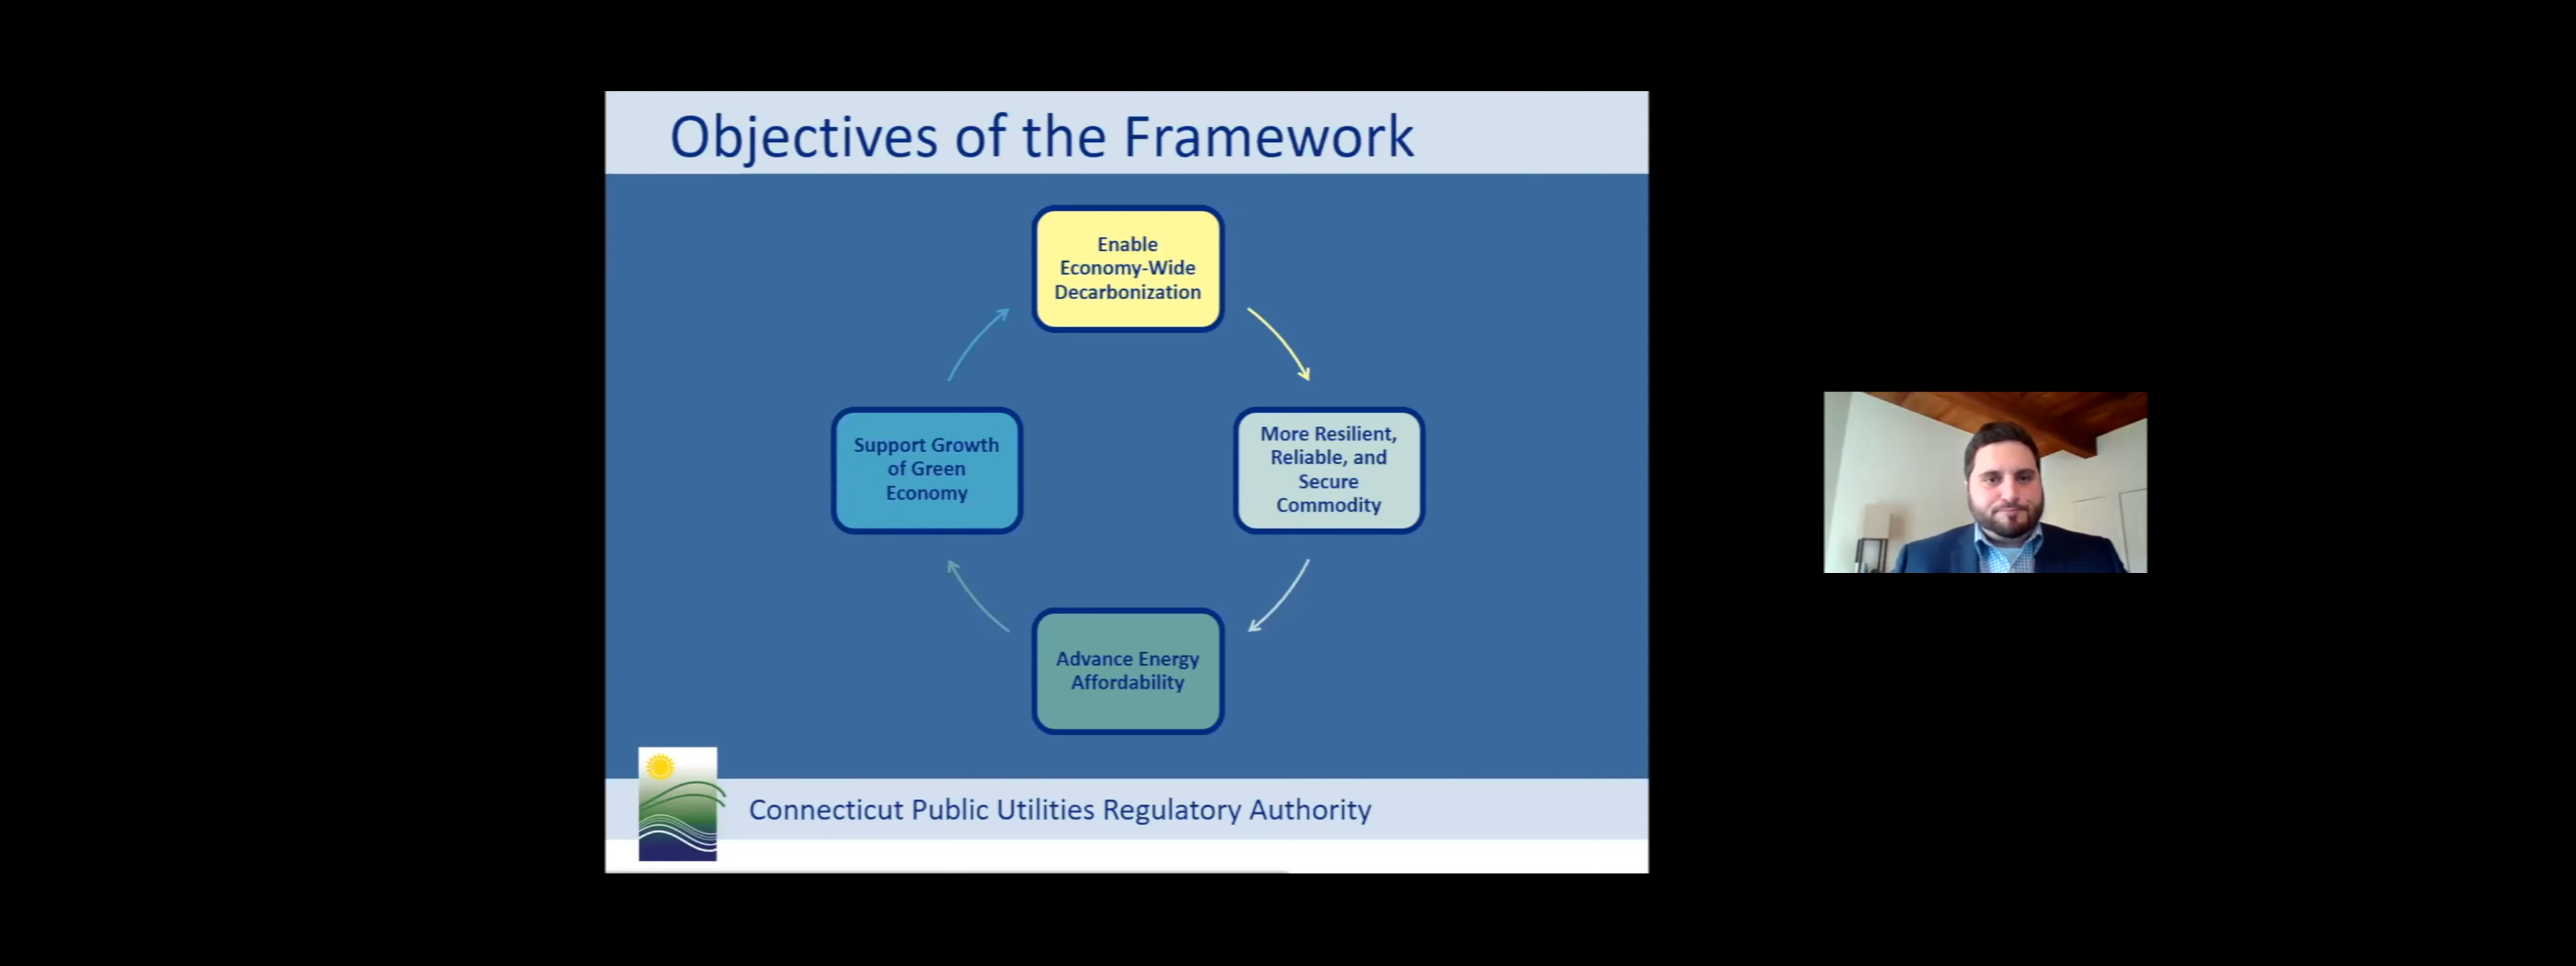 Objectives of the Framework
Enable
Economy-Wide
Decarbonization
More Resilient,
Reliable, and
Secure
Commodity
Advance Energy
Affordability
Support Growth
of Green
Economy
Connecticut Public Utilities Regulatory Authority